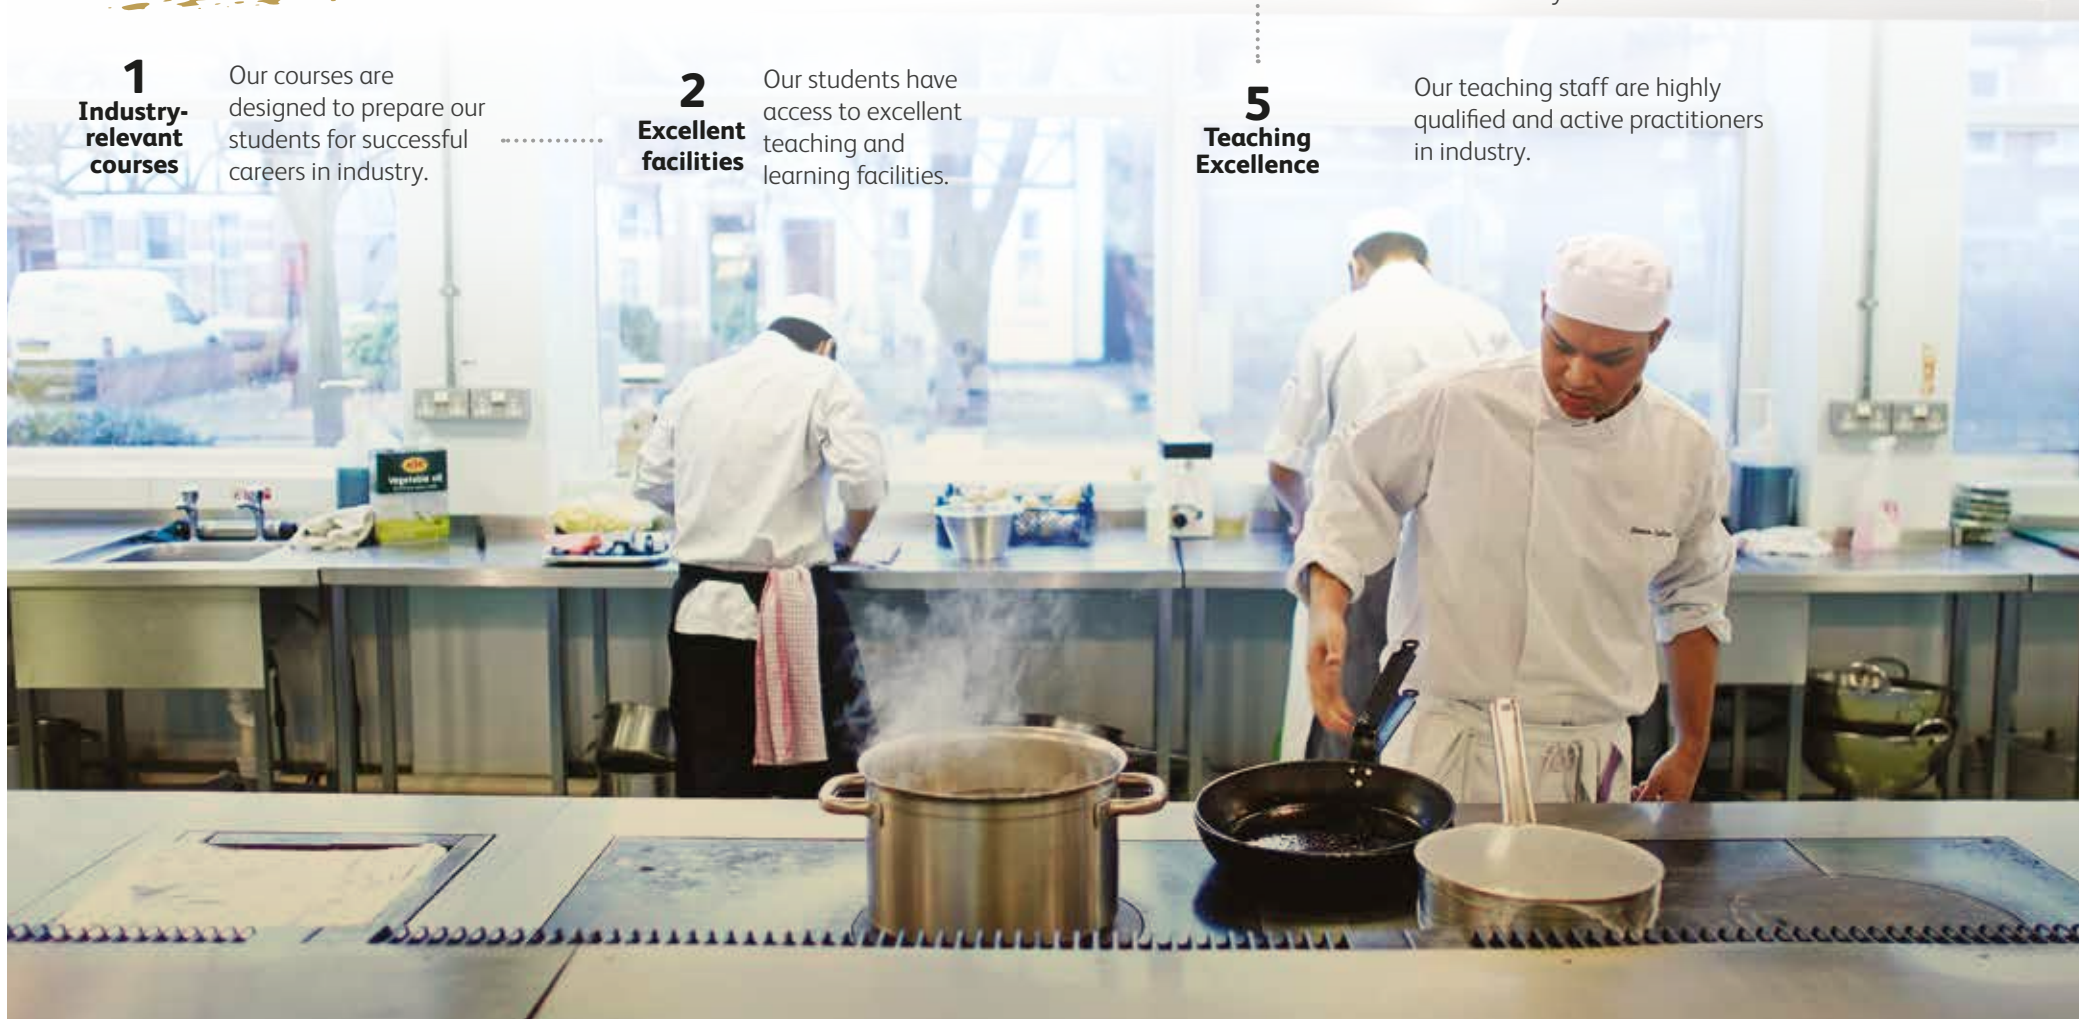 1
Industry-
relevant
courses
Our courses are
designed to prepare our
students for successful
careers in industry.
2
Excellent
facilities
Our students have
access to excellent
teaching and
learning facilities.
5
Teaching
Excellence
Our teaching staff are highly
qualified and active practitioners
in industry.
Vegetable oil